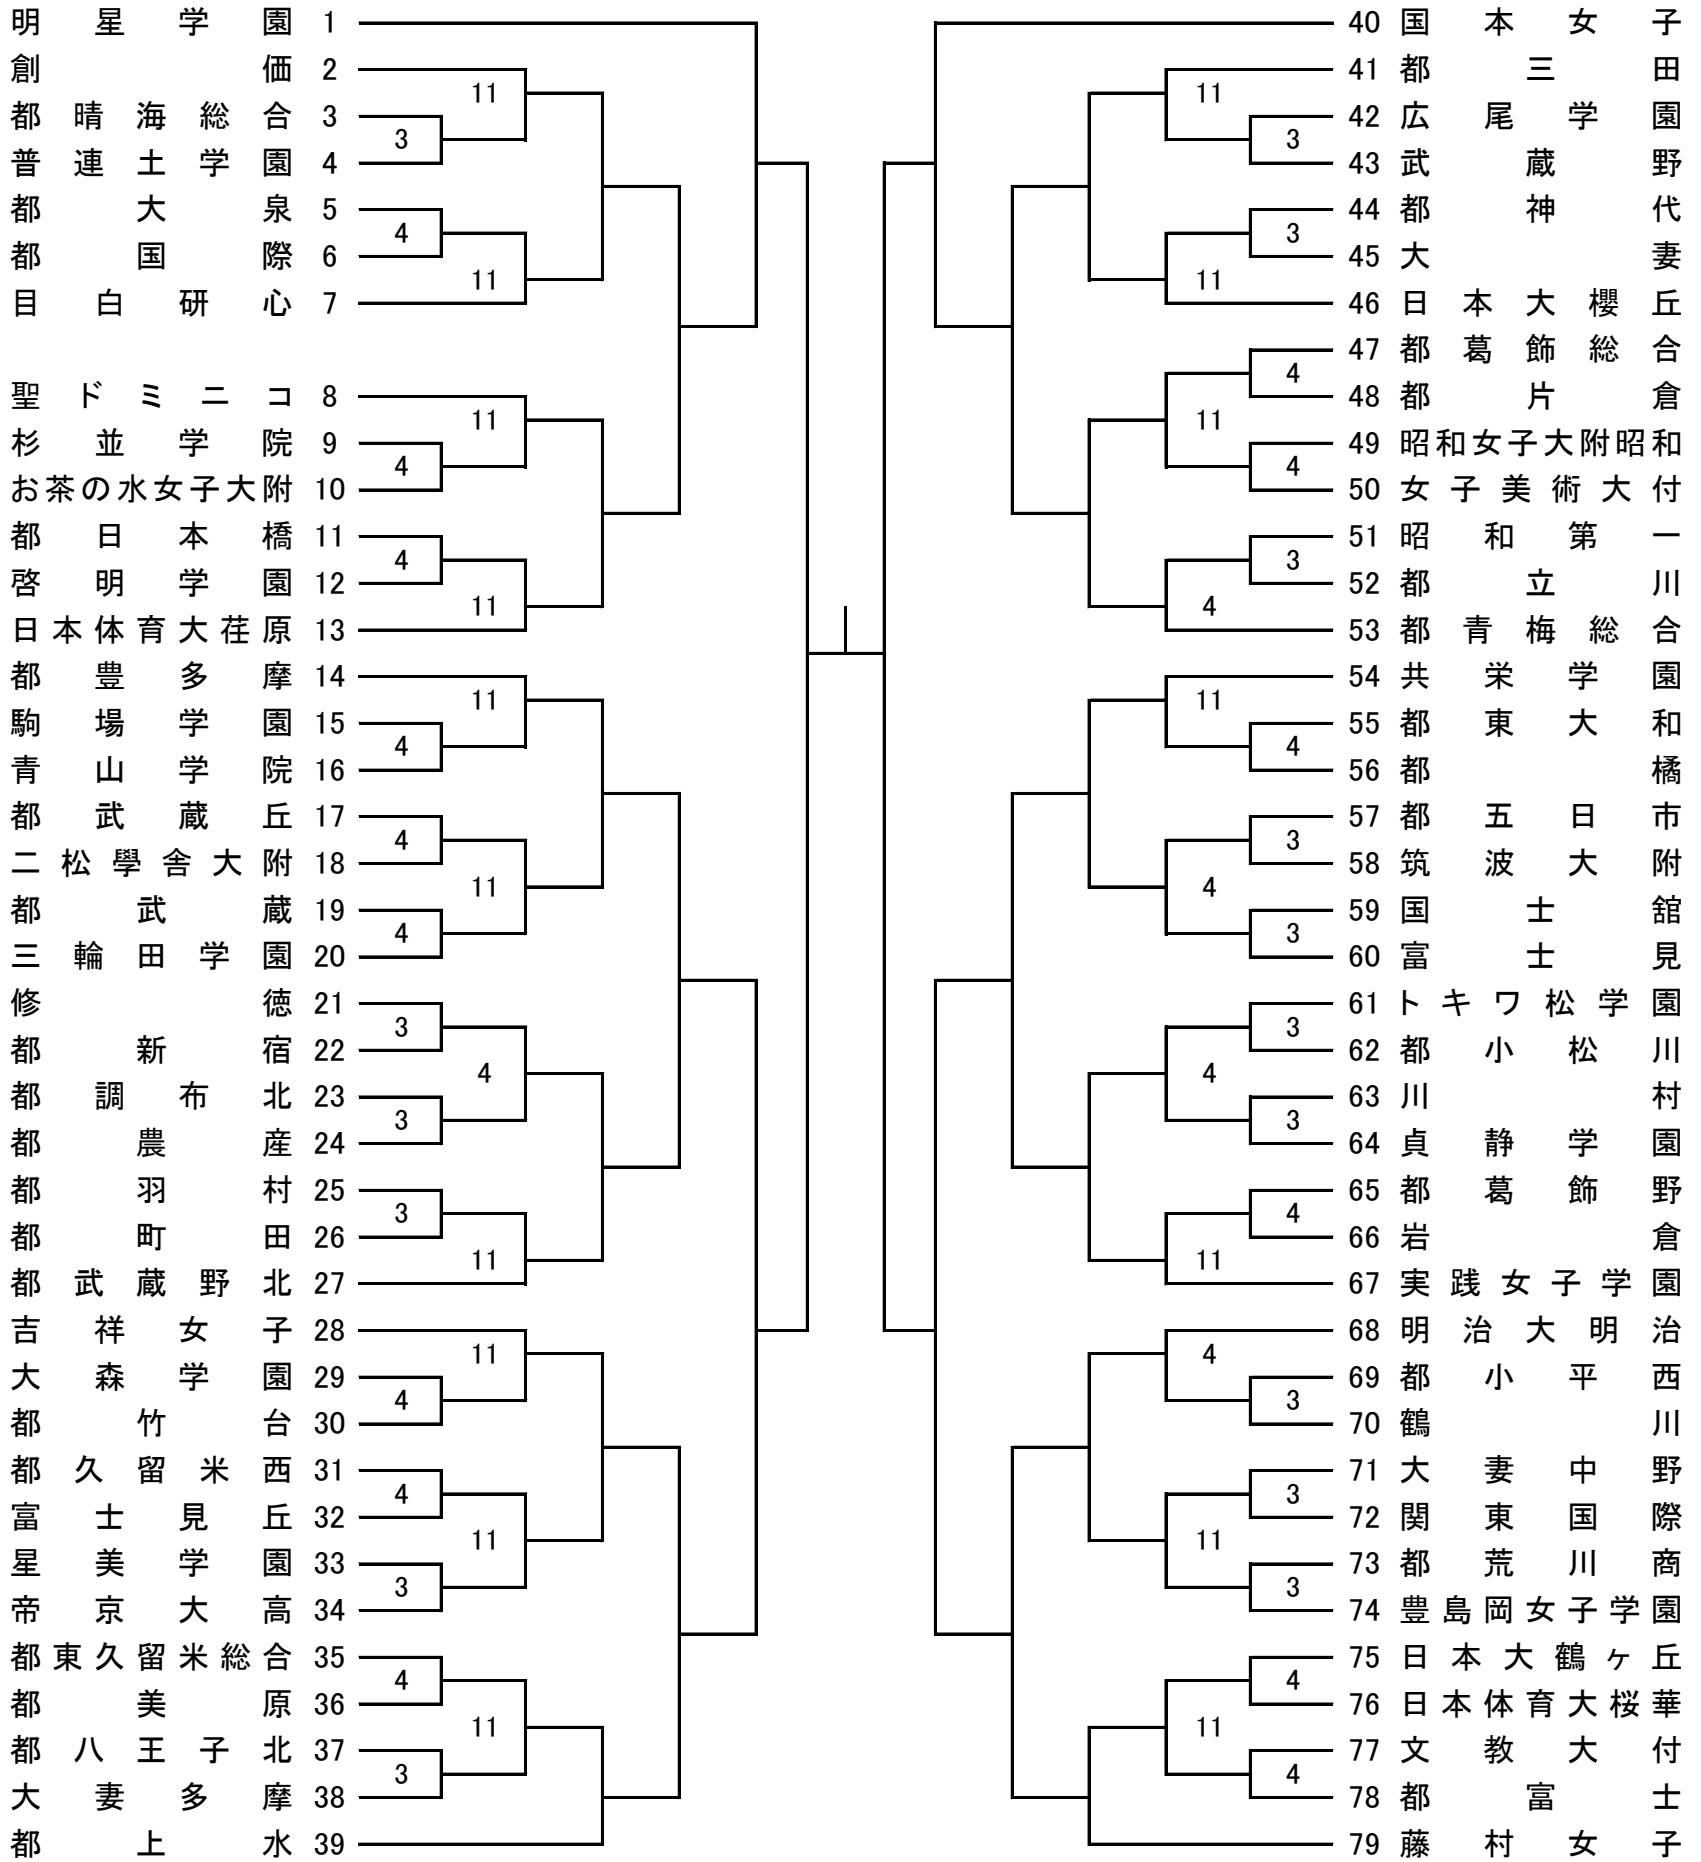 明星学園 1
創価 2
11
都晴海総合 3
3
普連土学園 4
都大泉 5
4
都国際 6
11
目白研心 7
聖ドミニコ 8
11
杉並学院 9
4
お茶の水女子大附 10
都日本橋 11
4
啓明学園 12
11
日本体育大荏原 13
都豊多摩 14
11
駒場学園 15
4
青山学院 16
都武蔵丘 17
4
二松學舎大附 18
11
都武蔵 19
4
三輪田学園 20
修徳 21
3
都新宿 22
4
都調布北 23
3
都農産 24
都羽村 25
3
都町田 26
11
都武蔵野北 27
吉祥女子 28
11
大森学園 29
4
都竹台 30
都久留米西 31
4
富士見丘 32
11
星美学園 33
3
帝京大高 34
都東久留米総合 35
4
都美原 36
11
都八王子北 37
3
大妻多摩 38
都上水 39
40 国本女子
41 都三田
11
42 広尾学園
3
43 武蔵野
44 都神代
3
45 大妻
11
46 日本大櫻丘
47 都葛飾総合
4
48 都片倉
11
49 昭和女子大附昭和
4
50 女子美術大付
51 昭和第一
3
52 都立川
4
53 都青梅総合
54 共栄学園
11
55 都東大和
4
56 都橘
57 都五日市
3
58 筑波大附
4
59 国士舘
3
60 富士見
61 トキワ松学園
3
62 都小松川
4
63 川村
3
64 貞静学園
65 都葛飾野
4
66 岩倉
11
67 実践女子学園
68 明治大明治
4
69 都小平西
3
70 鶴川
71 大妻中野
3
72 関東国際
11
73 都荒川商
3
74 豊島岡女子学園
75 日本大鶴ヶ丘
4
76 日本体育大桜華
11
77 文教大付
4
78 都富士
79 藤村女子